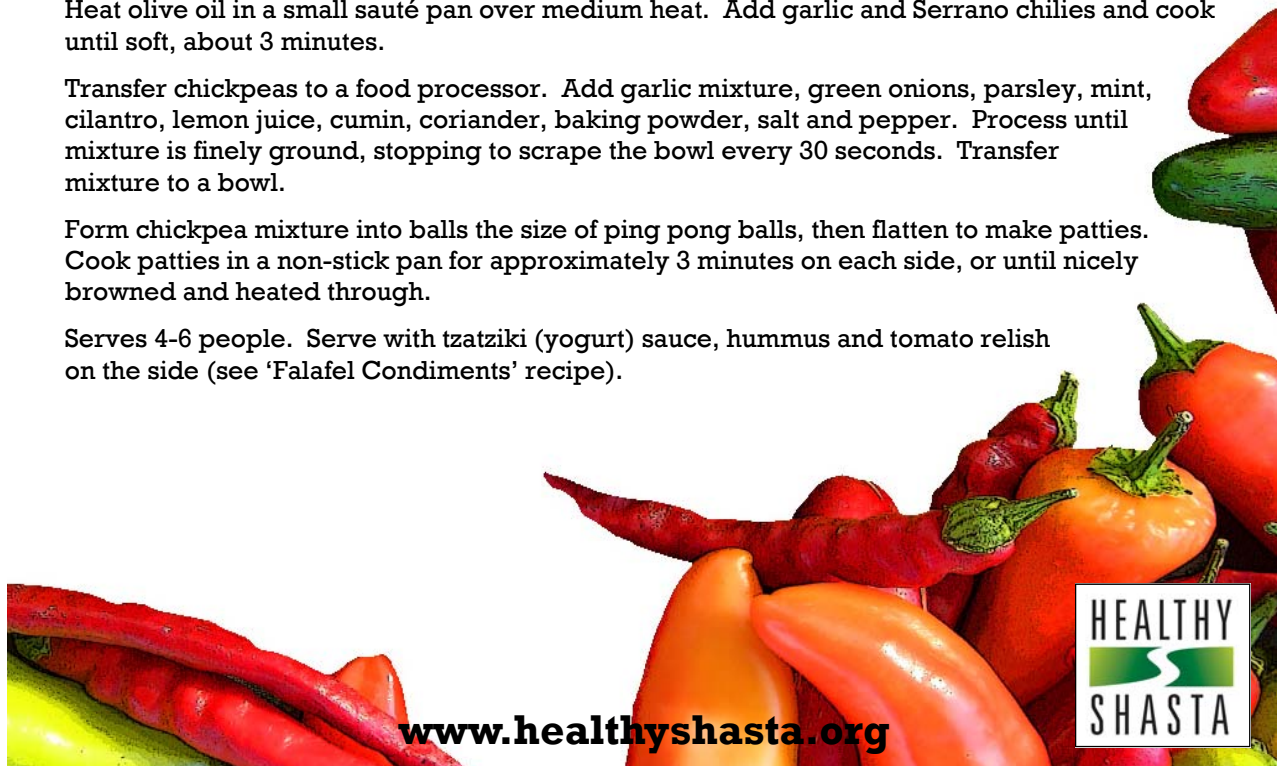 Heat olive oil in a small sauté pan over medium heat.  Add garlic and Serrano chilies and cook
until soft, about 3 minutes.
Transfer chickpeas to a food processor.  Add garlic mixture, green onions, parsley, mint,
cilantro, lemon juice, cumin, coriander, baking powder, salt and pepper.  Process until
mixture is finely ground, stopping to scrape the bowl every 30 seconds.  Transfer
mixture to a bowl.
Form chickpea mixture into balls the size of ping pong balls, then flatten to make patties.
Cook patties in a non-stick pan for approximately 3 minutes on each side, or until nicely
browned and heated through.
Serves 4-6 people.  Serve with tzatziki (yogurt) sauce, hummus and tomato relish
on the side (see ‘Falafel Condiments’ recipe).
HEALTHY
SHASTA
www.healthyshasta.org